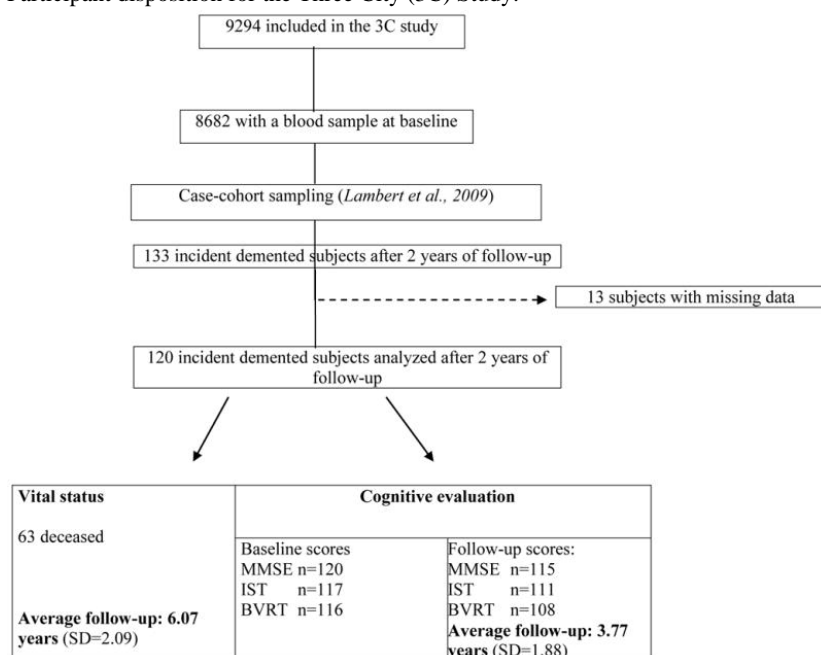 Participant disposition for the Three City (3C) Study.
9294 included in the 3C study
8682 with a blood sample at baseline
Case-cohort sampling (Lambert et al., 2009)
133 incident demented subjects after 2 years of follow-up
13 subjects with missing data
120 incident demented subjects analyzed after 2 years of
follow-up
Vital status
63 deceased
Average follow-up: 6.07
years (SD=2.09)
Cognitive evaluation
Baseline scores
MMSE n=120
IST n=117
BVRT n=116
Follow-up scores:
MMSE n=115
IST n=111
BVRT n=108
Average follow-up: 3.77
years (SD=1.88)